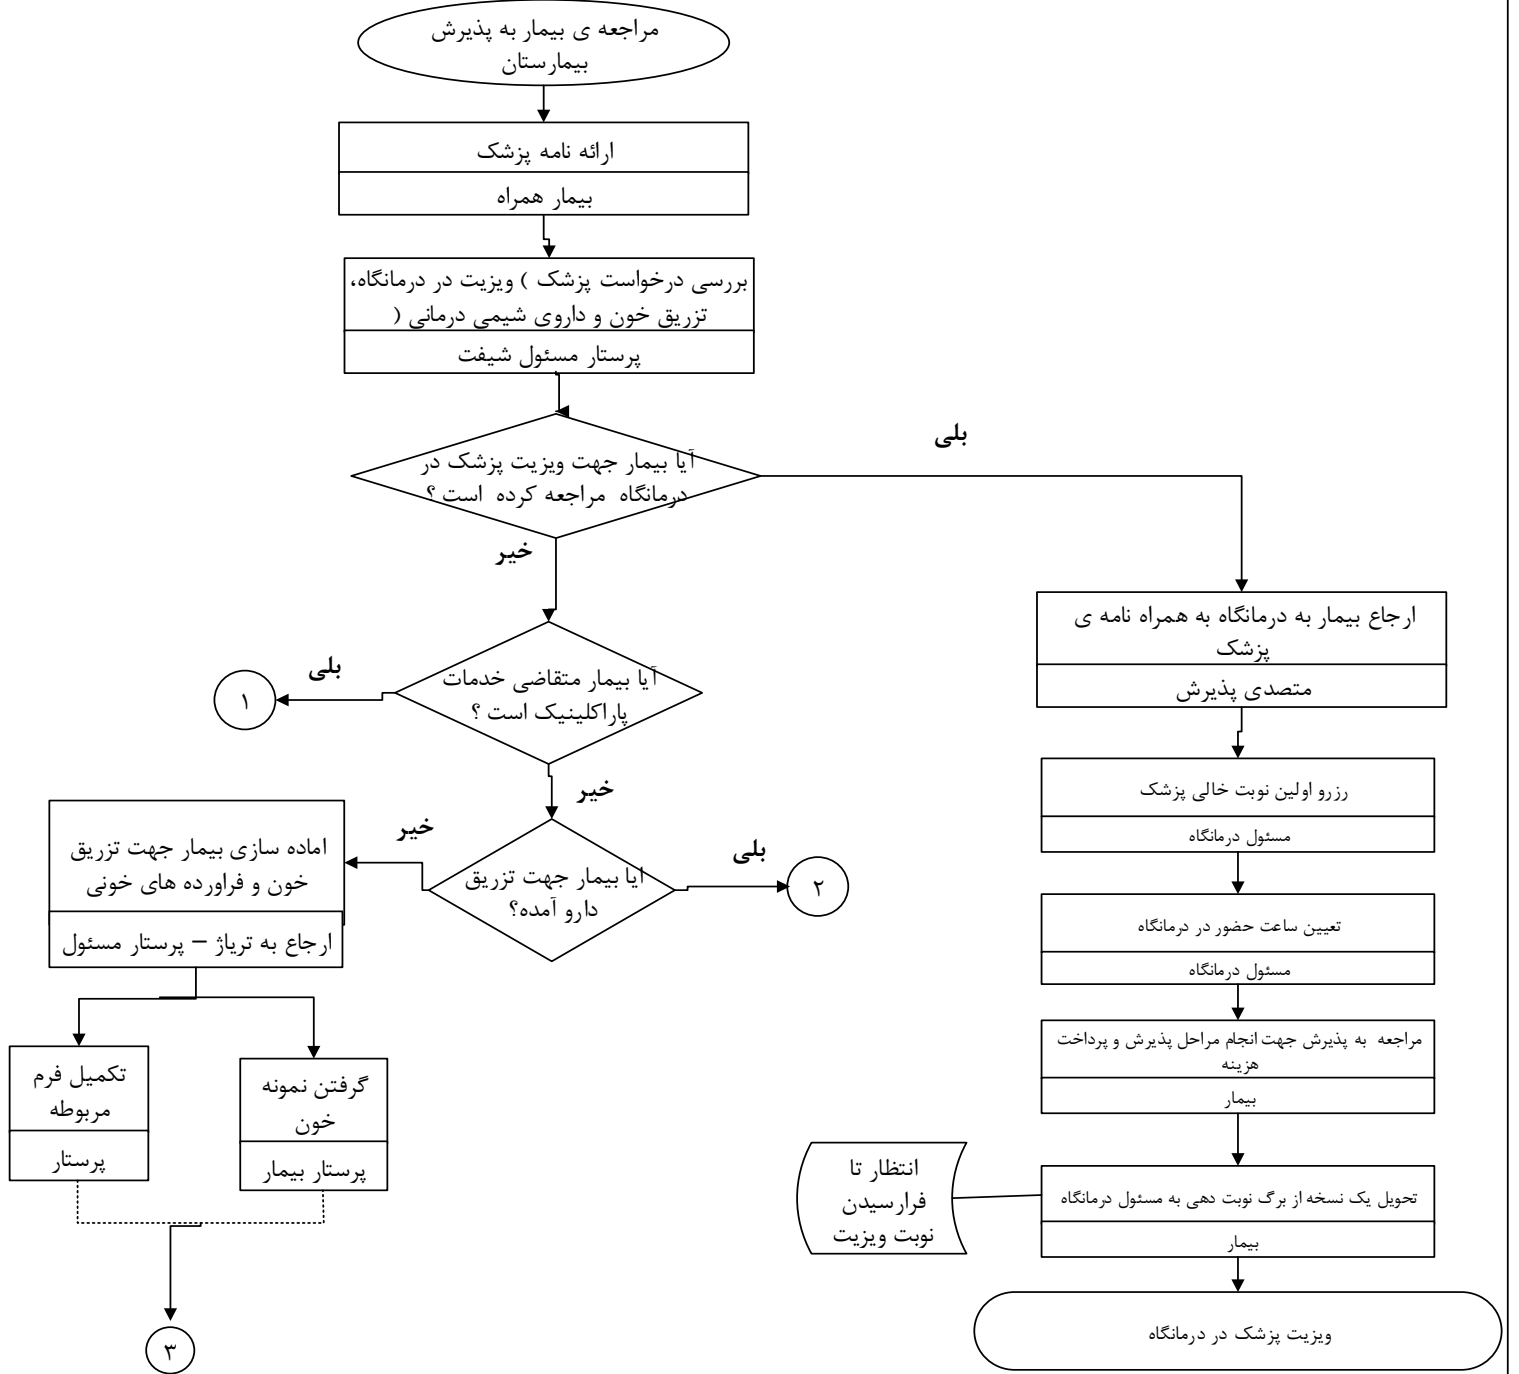 مراجعه ی بیمار به پذیرش
بیمارستان
ارائه نامه پزشک
بیمار همراه
بررسی درخواست پزشک ) ویزیت در درمانگاه،
تزریق خون و داروی شیمی درمانی (
پرستار مسئول شیفت
آیا بیمار جهت ویزیت پزشک در
درمانگاه مراجعه کرده است ؟
بلی
خیر
ارجاع بیمار به درمانگاه به همراه نامه ی
پزشک
متصدی پذیرش
رزرو اولین نوبت خالی پزشک
مسئول درمانگاه
تعیین ساعت حضور در درمانگاه
مسئول درمانگاه
مراجعه به پذیرش جهت انجام مراحل پذیرش و پرداخت
هزینه
بیمار
تحویل یک نسخه از برگ نوبت دهی به مسئول درمانگاه
بیمار
انتظار تا
فرارسیدن
نوبت ویزیت
ویزیت پزشک در درمانگاه
آیا بیمار متقاضی خدمات
پاراکلینیک است ؟
بلی
۱
خیر
ایا بیمار جهت تزریق
دارو آمده؟
بلی
۲
خیر
اماده سازی بیمار جهت تزریق
خون و فراورده های خونی
ارجاع به تریاژ – پرستار مسئول
گرفتن نمونه
خون
پرستار بیمار
تکمیل فرم
مربوطه
پرستار
۳